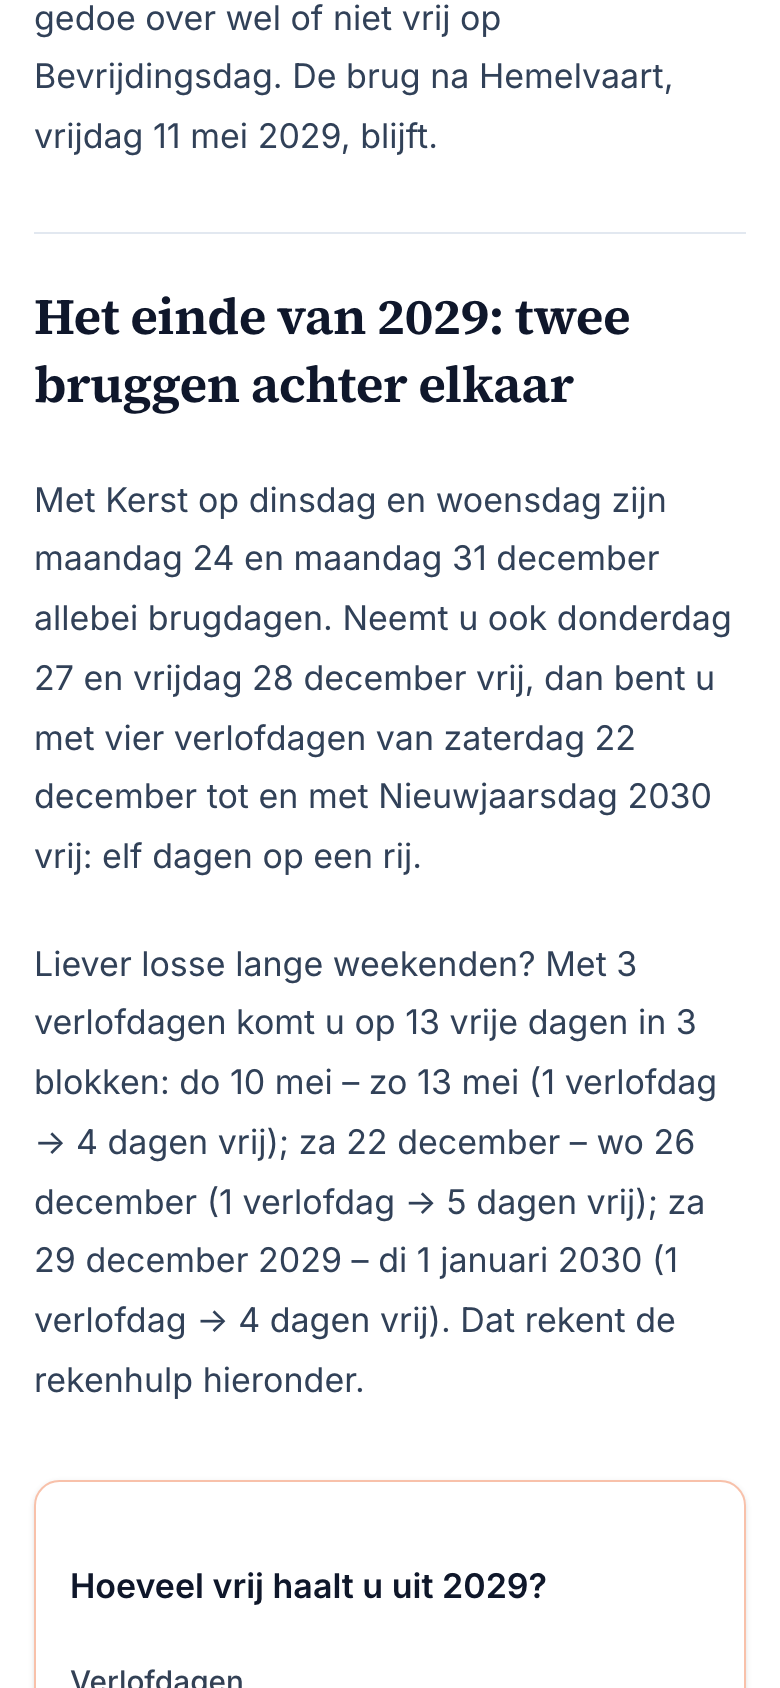 gedoe over wel of niet vrij op
Bevrijdingsdag. De brug na Hemelvaart,
vrijdag 11 mei 2029, blijft.
Het einde van 2029: twee
bruggen achter elkaar
Met Kerst op dinsdag en woensdag zijn
maandag 24 en maandag 31 december
allebei brugdagen. Neemt u ook donderdag
27 en vrijdag 28 december vrij, dan bent u
met vier verlofdagen van zaterdag 22
december tot en met Nieuwjaarsdag 2030
vrij: elf dagen op een rij.
Liever losse lange weekenden? Met 3
verlofdagen komt u op 13 vrije dagen in 3
blokken: do 10 mei – zo 13 mei (1 verlofdag
→ 4 dagen vrij); za 22 december – wo 26
december (1 verlofdag → 5 dagen vrij); za
29 december 2029 – di 1 januari 2030 (1
verlofdag → 4 dagen vrij). Dat rekent de
rekenhulp hieronder.
Hoeveel vrij haalt u uit 2029?
Verlofdagen